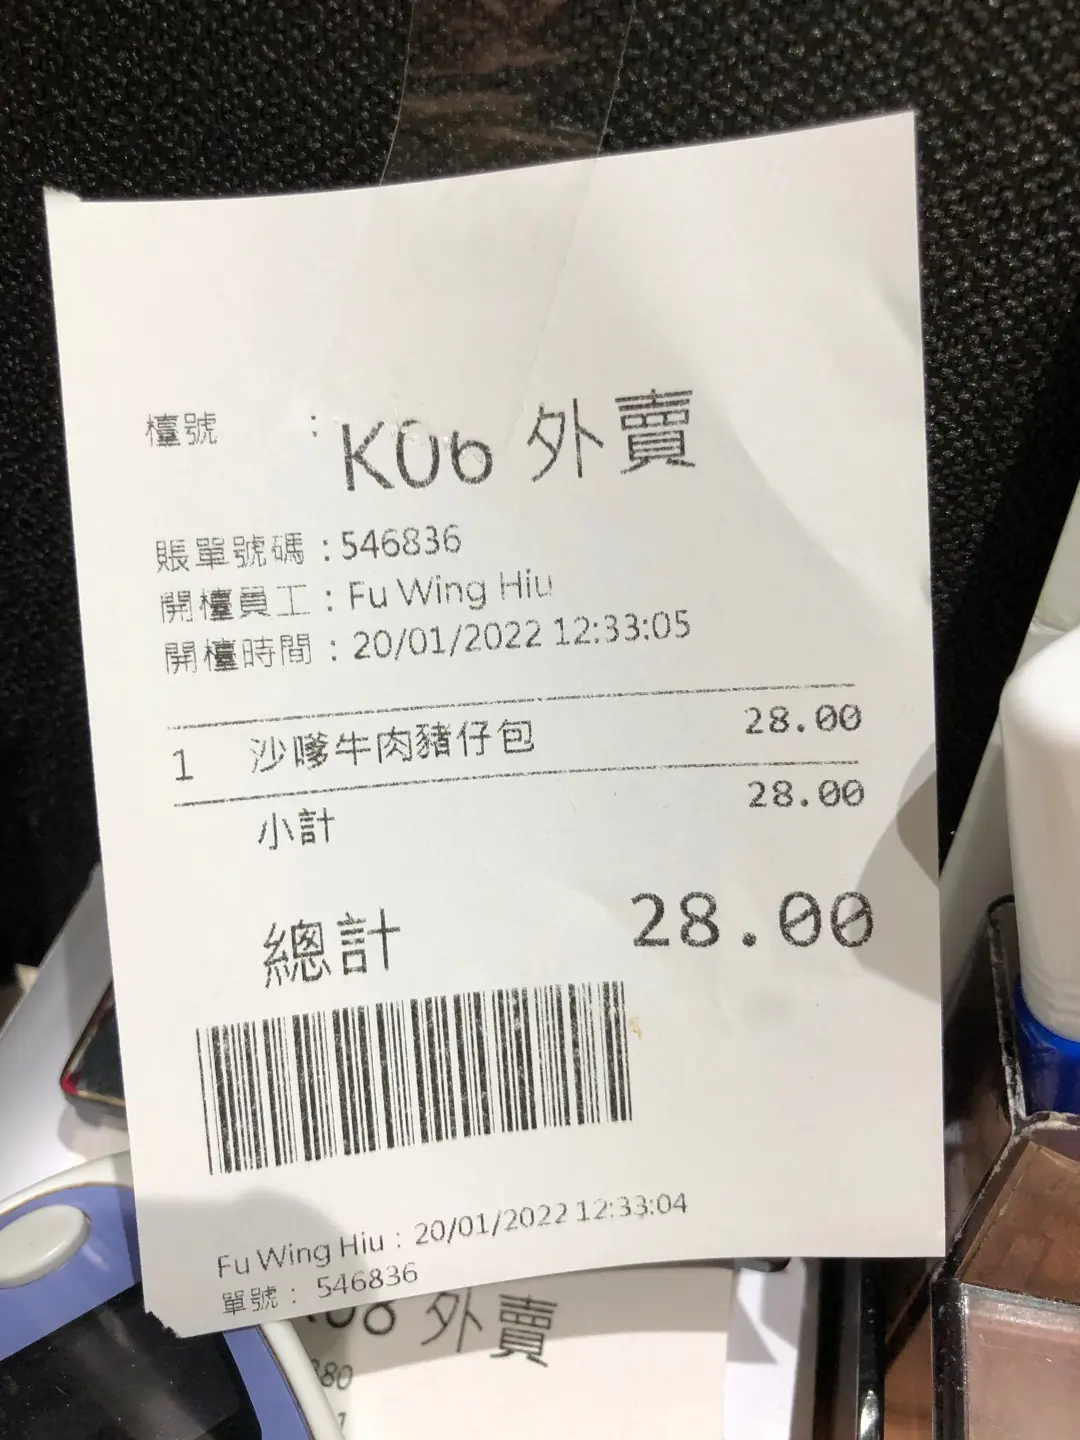 檯號 : K06 外賣
賬單號碼 : 546836
開檯員工 : Fu Wing Hiu
開檯時間 : 20/01/2022 12:33:05
1 沙嗲牛肉豬仔包 28.00
小計 28.00
總計 28.00
Fu Wing Hiu : 20/01/2022 12:33:04
單號 : 546836
外賣